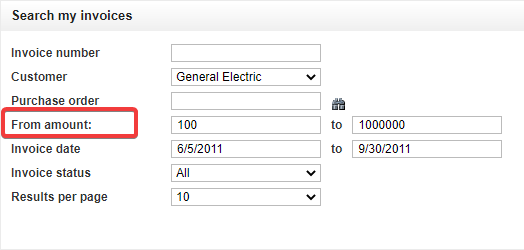 Search my invoices
Invoice number
Customer General Electric
Purchase order
From amount: 100 to 1000000
Invoice date 6/5/2011 to 9/30/2011
Invoice status All
Results per page 10